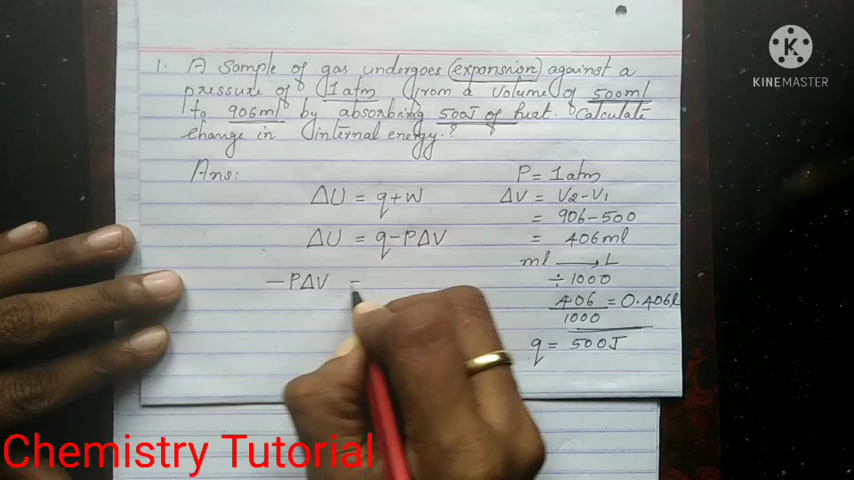 1. A sample of gas undergoes (expansion) against a
pressure of 1 atm from a volume of 500ml
to 906ml by absorbing 500J of heat. Calculate
change in internal energy.?
Ans:
ΔU = q+w
ΔU = q-PΔV
-PΔV =
P = 1atm
ΔV = V2-V1
= 906-500
= 406ml
ml → L
÷1000
406/1000 = 0.406L
q = 500J
K
KINEMASTER
Chemistry Tutorial